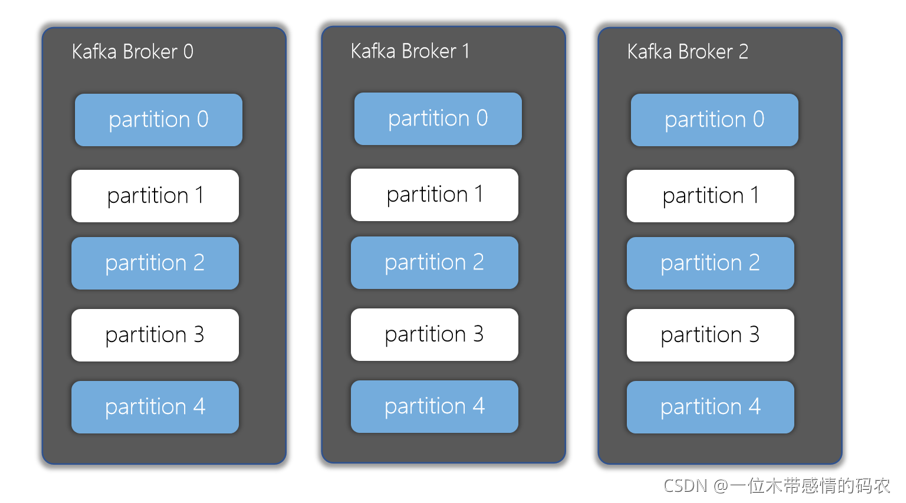 Kafka Broker 0
partition 0
partition 1
partition 2
partition 3
partition 4
Kafka Broker 1
partition 0
partition 1
partition 2
partition 3
partition 4
Kafka Broker 2
partition 0
partition 1
partition 2
partition 3
partition 4
CSDN @一位木带感情的码农